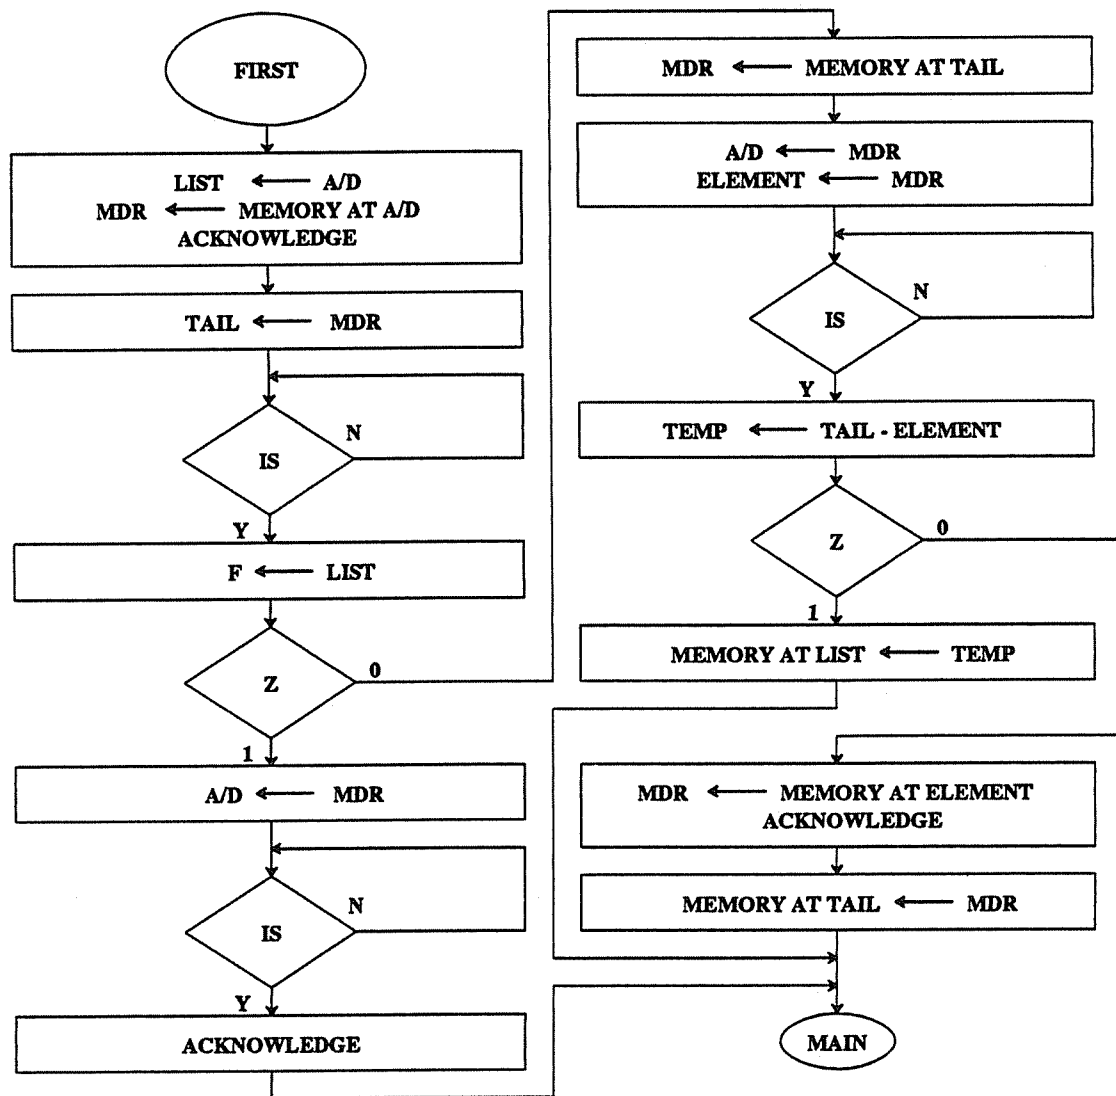 FIRST
LIST ← A/D
MDR ← MEMORY AT A/D
ACKNOWLEDGE
TAIL ← MDR
IS
N
Y
F ← LIST
Z
0
1
A/D ← MDR
IS
N
Y
ACKNOWLEDGE
MDR ← MEMORY AT TAIL
A/D ← MDR
ELEMENT ← MDR
IS
N
Y
TEMP ← TAIL - ELEMENT
Z
0
1
MEMORY AT LIST ← TEMP
MDR ← MEMORY AT ELEMENT
ACKNOWLEDGE
MEMORY AT TAIL ← MDR
MAIN